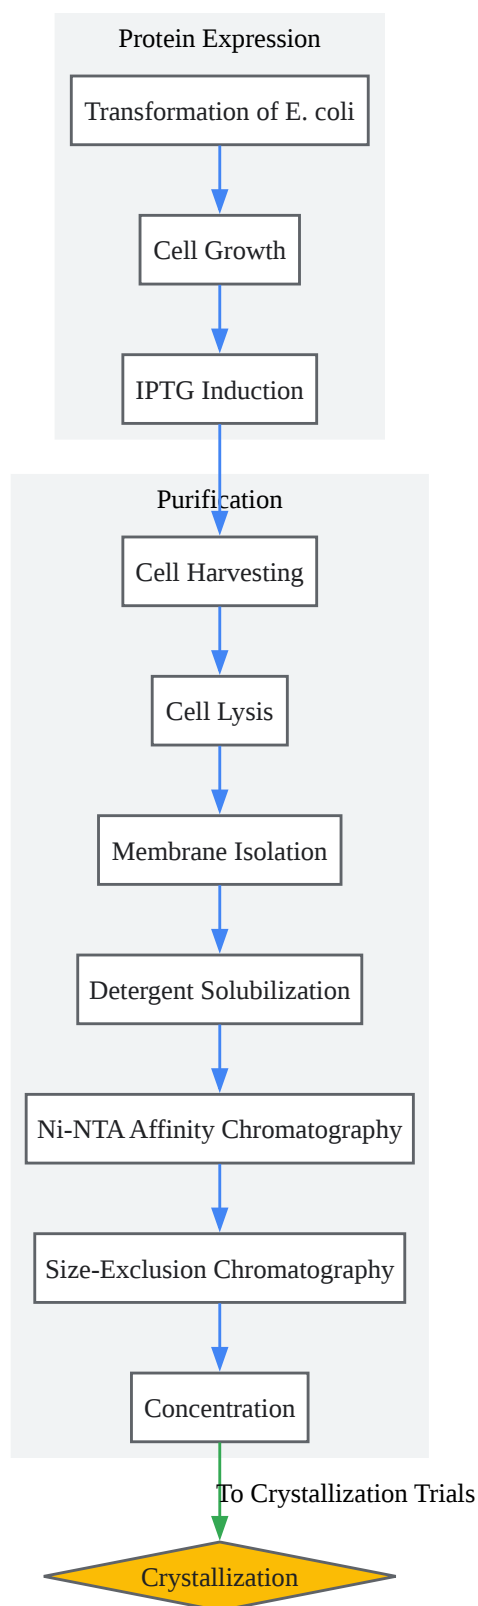 Protein Expression
Transformation of E. coli
Cell Growth
IPTG Induction
Purification
Cell Harvesting
Cell Lysis
Membrane Isolation
Detergent Solubilization
Ni-NTA Affinity Chromatography
Size-Exclusion Chromatography
Concentration
To Crystallization Trials
Crystallization